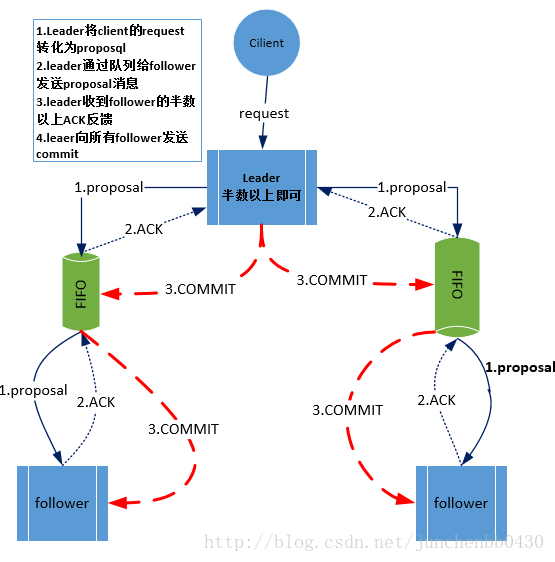 1.Leader将client的request
转化为proposql
2.leader通过队列给follower
发送proposal消息
3.leader收到follower的半数
以上ACK反馈
4.leaer向所有follower发送
commit
Cilient
request
Leader
半数以上即可
1.proposal
1.proposal
2.ACK
2.ACK
FIFO
FIFO
3.COMMIT
3.COMMIT
1.proposal
1.proposal
2.ACK
2.ACK
3.COMMIT
3.COMMIT
follower
follower
http://blog.csdn.net/junchenbb0430